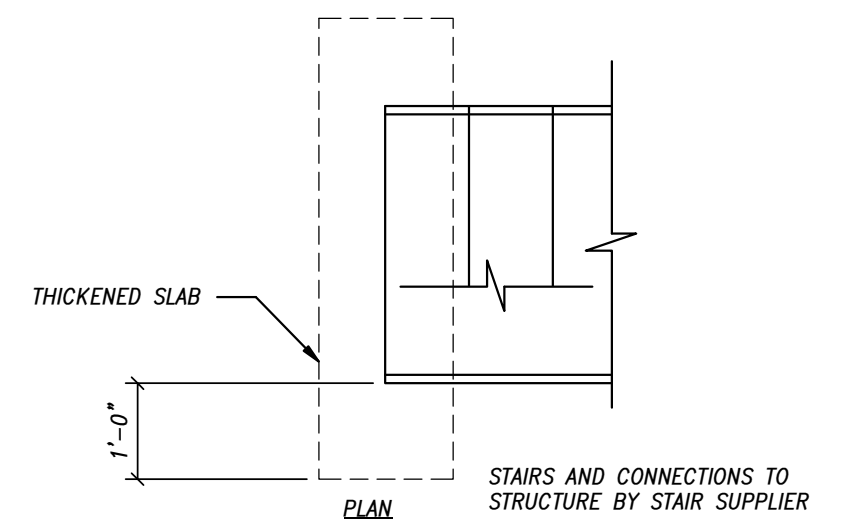 THICKENED SLAB
1'-0"
PLAN
STAIRS AND CONNECTIONS TO
STRUCTURE BY STAIR SUPPLIER